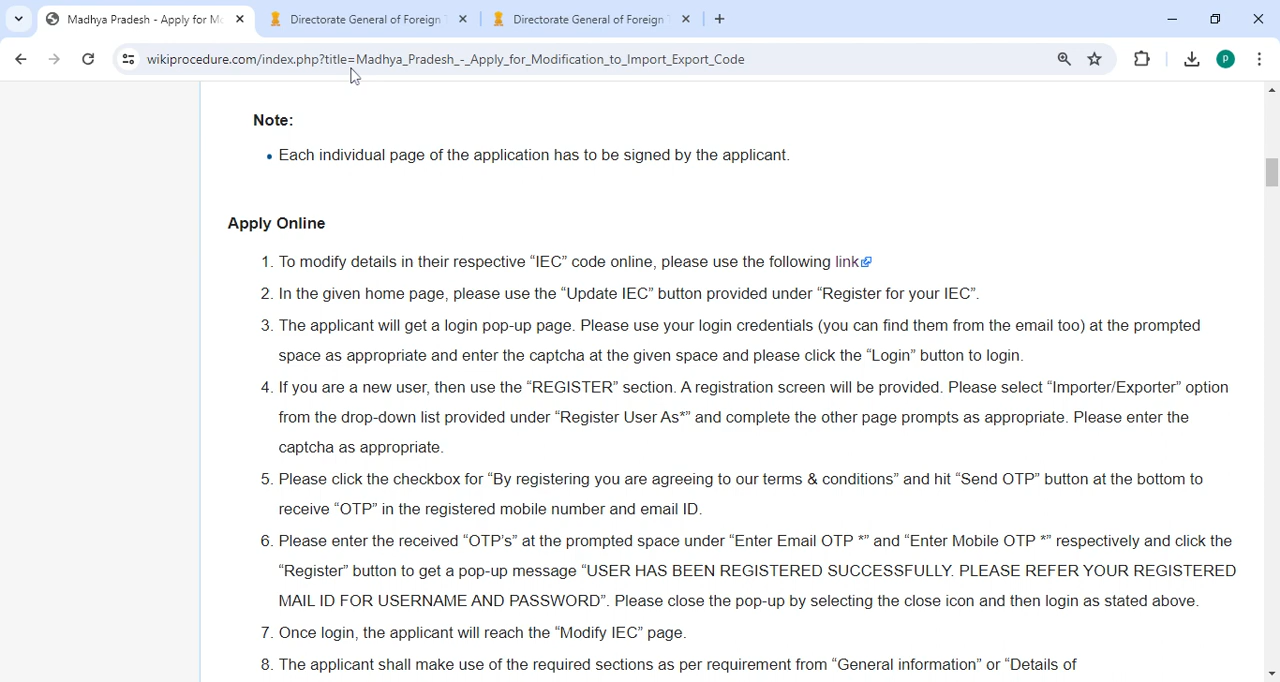 Madhya Pradesh - Apply for Mo
Directorate General of Foreign T
Directorate General of Foreign T
wikiprocedure.com/index.php?title=Madhya_Pradesh_-_Apply_for_Modification_to_Import_Export_Code
P
Note:
• Each individual page of the application has to be signed by the applicant.
Apply Online
1. To modify details in their respective “IEC” code online, please use the following link
2. In the given home page, please use the “Update IEC” button provided under “Register for your IEC”.
3. The applicant will get a login pop-up page. Please use your login credentials (you can find them from the email too) at the prompted
space as appropriate and enter the captcha at the given space and please click the “Login” button to login.
4. If you are a new user, then use the “REGISTER” section. A registration screen will be provided. Please select “Importer/Exporter” option
from the drop-down list provided under “Register User As*” and complete the other page prompts as appropriate. Please enter the
captcha as appropriate.
5. Please click the checkbox for “By registering you are agreeing to our terms & conditions” and hit “Send OTP” button at the bottom to
receive “OTP” in the registered mobile number and email ID.
6. Please enter the received “OTP’s” at the prompted space under “Enter Email OTP *” and “Enter Mobile OTP *” respectively and click the
“Register” button to get a pop-up message “USER HAS BEEN REGISTERED SUCCESSFULLY. PLEASE REFER YOUR REGISTERED
MAIL ID FOR USERNAME AND PASSWORD”. Please close the pop-up by selecting the close icon and then login as stated above.
7. Once login, the applicant will reach the “Modify IEC” page.
8. The applicant shall make use of the required sections as per requirement from “General information” or “Details of